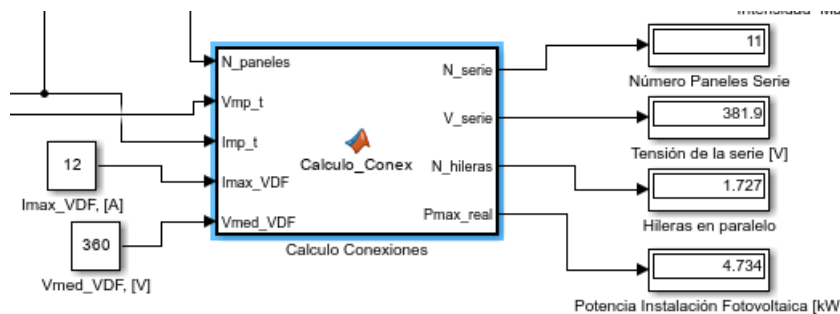 N_paneles
Vmp_t
Imp_t
Imax_VDF
Vmed_VDF
Calculo_Conex
N_serie
V_serie
N_hileras
Pmax_real
Calculo Conexiones
12
Imax_VDF, [A]
360
Vmed_VDF, [V]
11
Número Paneles Serie
381.9
Tensión de la serie [V]
1.727
Hileras en paralelo
4.734
Potencia Instalación Fotovoltaica [kW